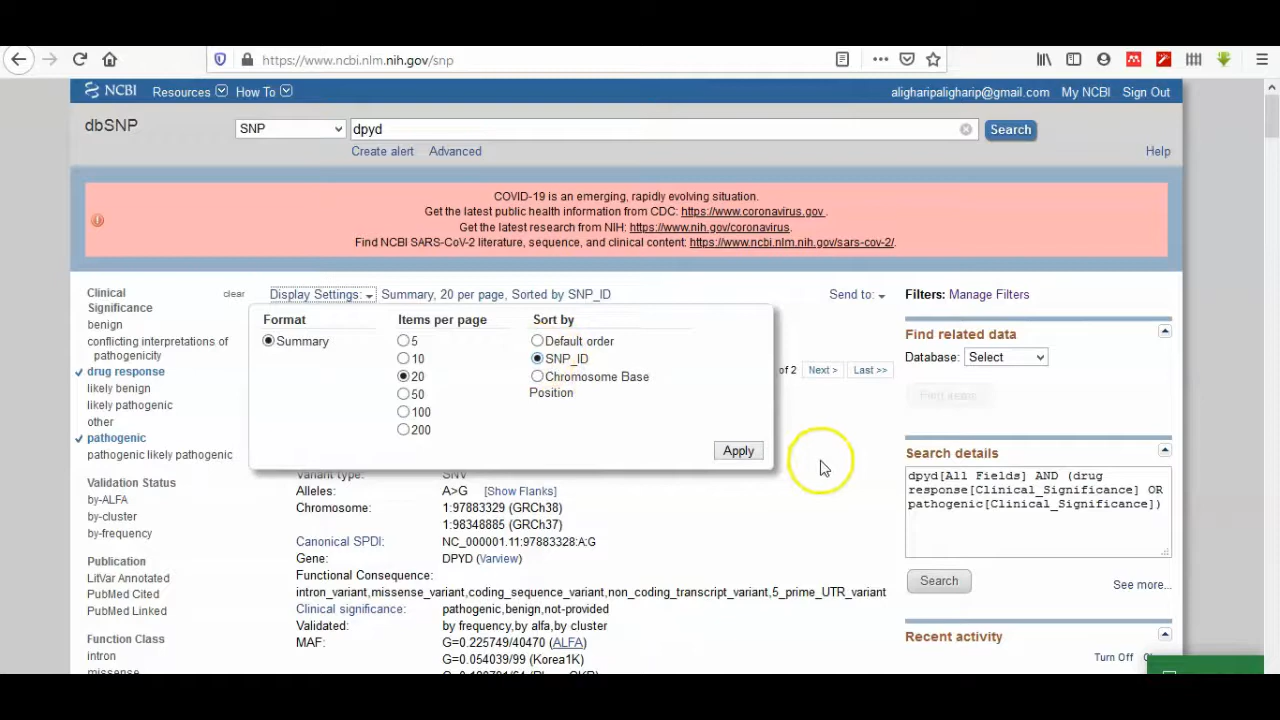 https://www.ncbi.nlm.nih.gov/snp
NCBI Resources How To aligharipaligharip@gmail.com My NCBI Sign Out
dbSNP SNP dpyd Search
Create alert Advanced Help
COVID-19 is an emerging, rapidly evolving situation.
Get the latest public health information from CDC: https://www.coronavirus.gov .
Get the latest research from NIH: https://www.nih.gov/coronavirus.
Find NCBI SARS-CoV-2 literature, sequence, and clinical content: https://www.ncbi.nlm.nih.gov/sars-cov-2/.
Clinical Significance clear
benign
conflicting interpretations of pathogenicity
drug response
likely benign
likely pathogenic
other
pathogenic
pathogenic likely pathogenic
Validation Status
by-ALFA
by-cluster
by-frequency
Publication
LitVar Annotated
PubMed Cited
PubMed Linked
Function Class
intron
missense
Display Settings: Summary, 20 per page, Sorted by SNP_ID Send to:
Format
Summary
Items per page
5
10
20
50
100
200
Sort by
Default order
SNP_ID
Chromosome Base
Position
Apply
of 2 Next > Last >>
Variant type: SNV
Alleles: A>G [Show Flanks]
Chromosome: 1:97883329 (GRCh38)
1:98348885 (GRCh37)
Canonical SPDI: NC_000001.11:97883328:A:G
Gene: DPYD (Varview)
Functional Consequence:
intron_variant,missense_variant,coding_sequence_variant,non_coding_transcript_variant,5_prime_UTR_variant
Clinical significance: pathogenic,benign,not-provided
Validated: by frequency,by alfa,by cluster
MAF: G=0.225749/40470 (ALFA)
G=0.054039/99 (Korea1K)
Filters: Manage Filters
Find related data
Database: Select
Find items
Search details
dpyd[All Fields] AND (drug
response[Clinical_Significance] OR
pathogenic[Clinical_Significance])
Search See more...
Recent activity
Turn Off